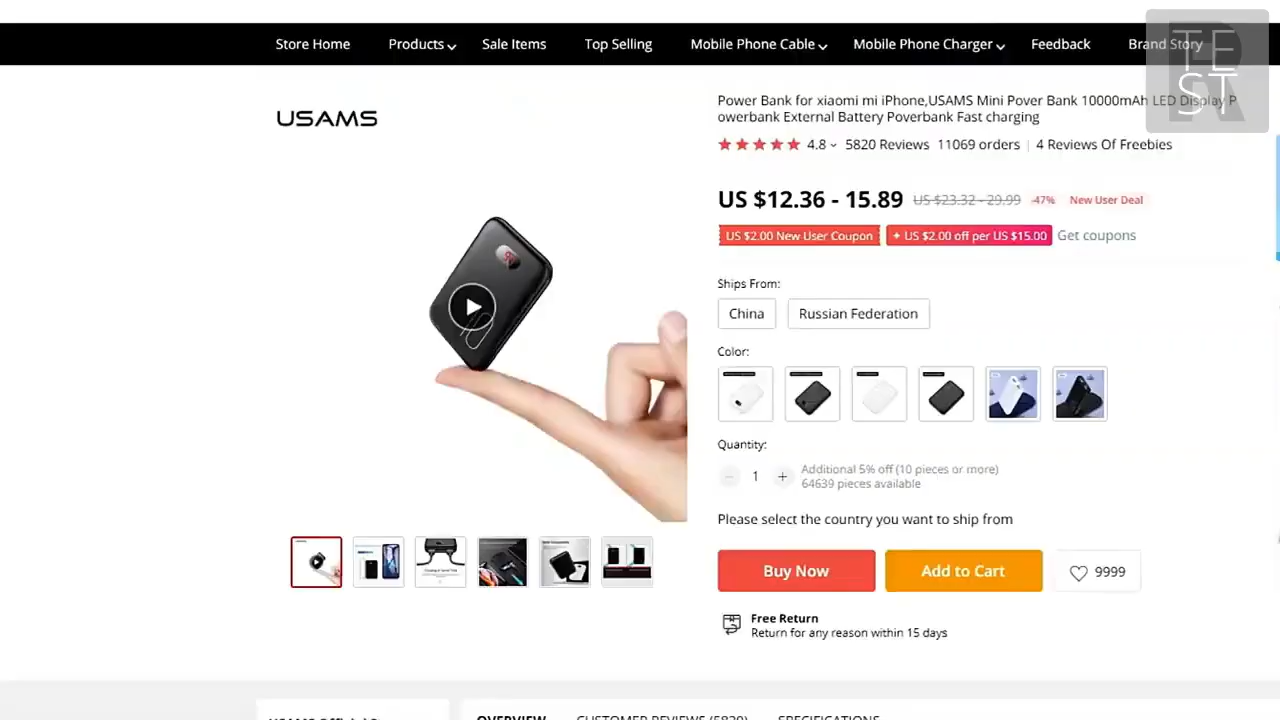 Store Home Products Sale Items Top Selling Mobile Phone Cable Mobile Phone Charger Feedback Brand Story
TE
ST
R
USAMS
Power Bank for xiaomi mi iPhone,USAMS Mini Pover Bank 10000mAh LED Display P
owerbank External Battery Poverbank Fast charging
4.8 5820 Reviews 11069 orders 4 Reviews Of Freebies
US $12.36 - 15.89 US $23.32 - 29.99 -47% New User Deal
US $2.00 New User Coupon US $2.00 off per US $15.00 Get coupons
Ships From:
China Russian Federation
Color:
Quantity:
1
Additional 5% off (10 pieces or more)
64639 pieces available
Please select the country you want to ship from
Buy Now Add to Cart 9999
Free Return
Return for any reason within 15 days
OVERVIEW CUSTOMER REVIEWS (5820) SPECIFICATIONS